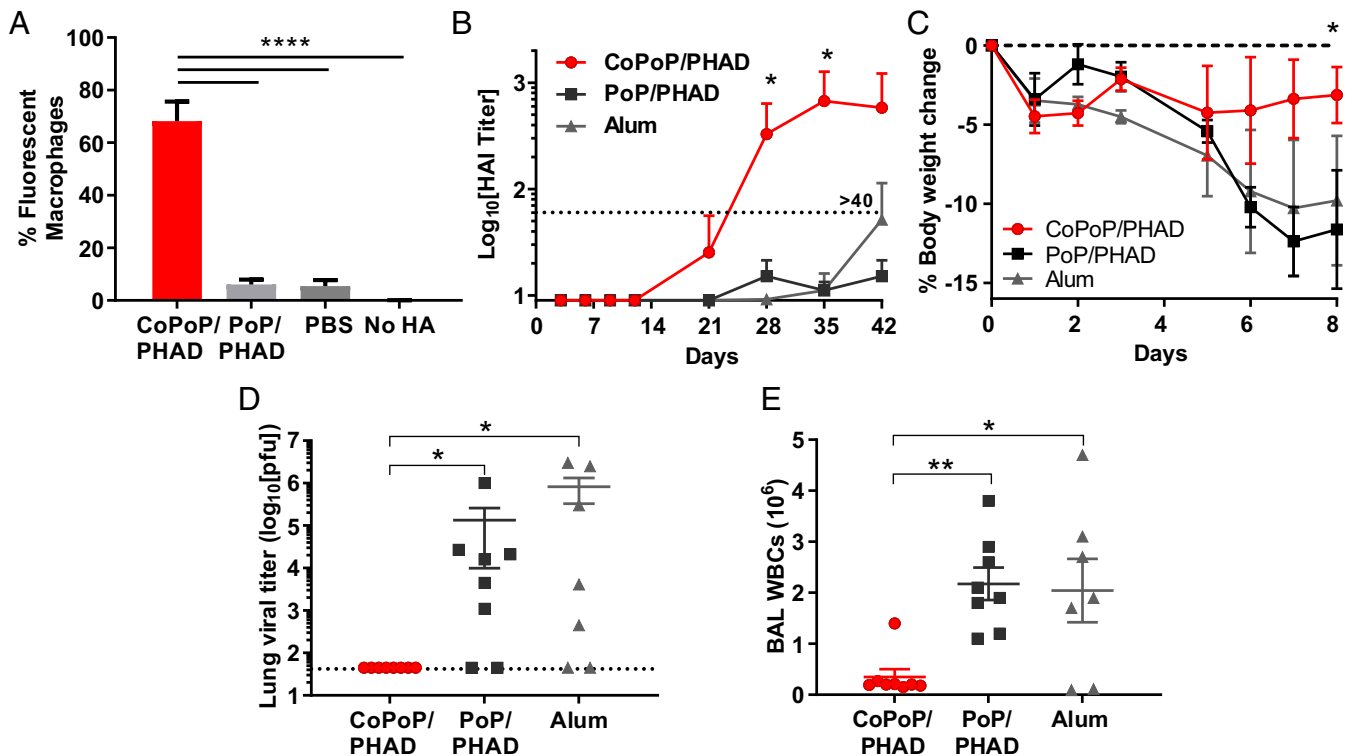 A
% Fluorescent
Macrophages
100
80
60
40
20
0
****
CoPoP/
PHAD
PoP/
PHAD
PBS
No HA
B
Log10[HAI Titer]
3
2
1
CoPoP/PHAD
PoP/PHAD
Alum
*
*
>40
0
7
14
21
28
35
42
Days
C
% Body weight change
0
-5
-10
-15
*
CoPoP/PHAD
PoP/PHAD
Alum
0
2
4
6
8
Days
D
Lung viral titer (log10[pfu])
7
6
5
4
3
2
1
*
*
CoPoP/
PHAD
PoP/
PHAD
Alum
E
BAL WBCs (10^6)
5
4
3
2
1
0
*
**
CoPoP/
PHAD
PoP/
PHAD
Alum